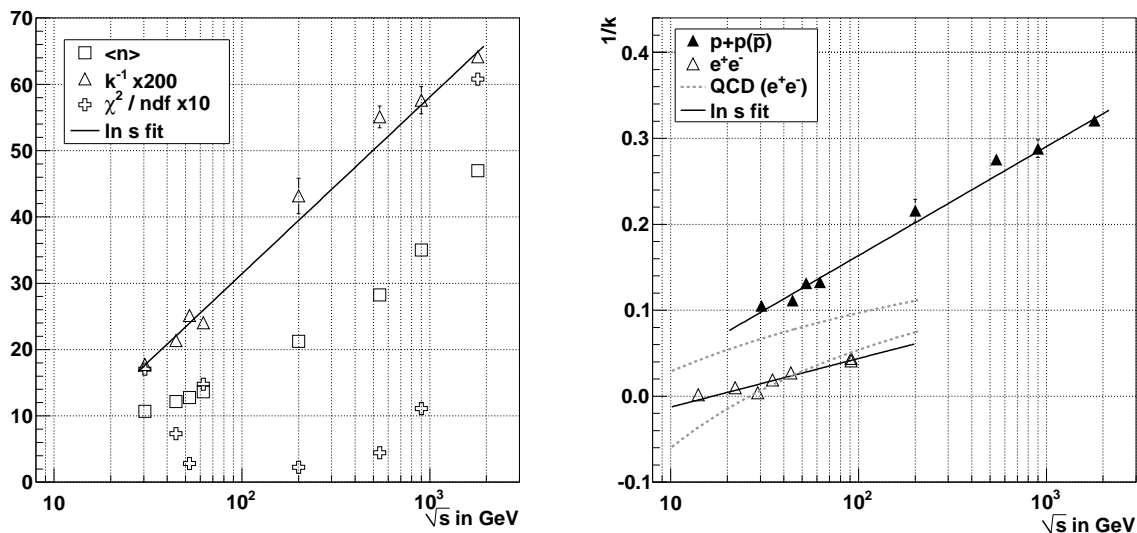 70
60
50
40
30
20
10
0
<n>
k⁻¹ x200
χ² / ndf x10
ln s fit
10
10²
10³
√s in GeV
1/k
0.4
0.3
0.2
0.1
0.0
-0.1
p+p(p̅)
e⁺e⁻
QCD (e⁺e⁻)
ln s fit
10
10²
10³
√s in GeV